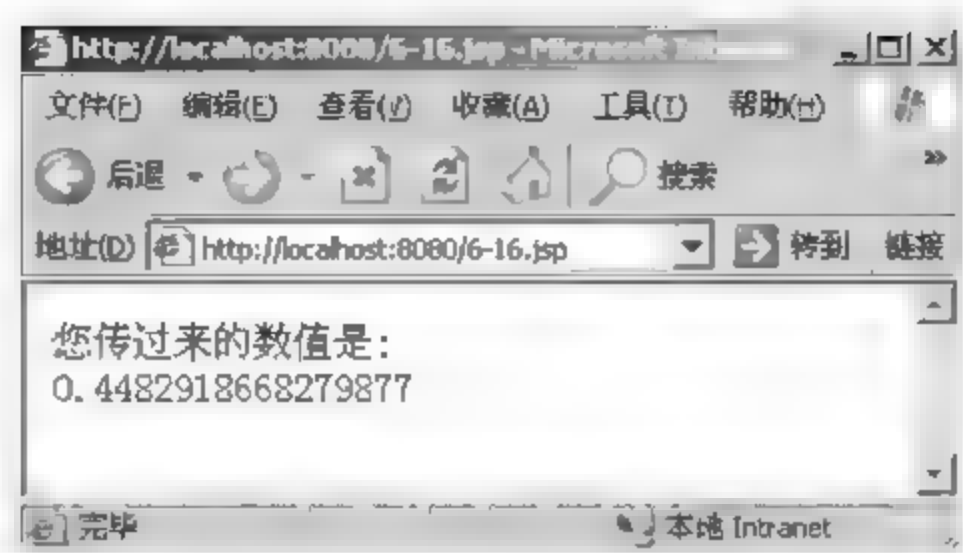 http://localhost:8080/6-16.jsp - Microsoft
文件(F) 编辑(E) 查看(V) 收藏(A) 工具(T) 帮助(H)
后退 搜索
地址(D) http://localhost:8080/6-16.jsp 转到 链接
您传过来的数值是:
0.4482918668279877
完毕 本地 Intranet